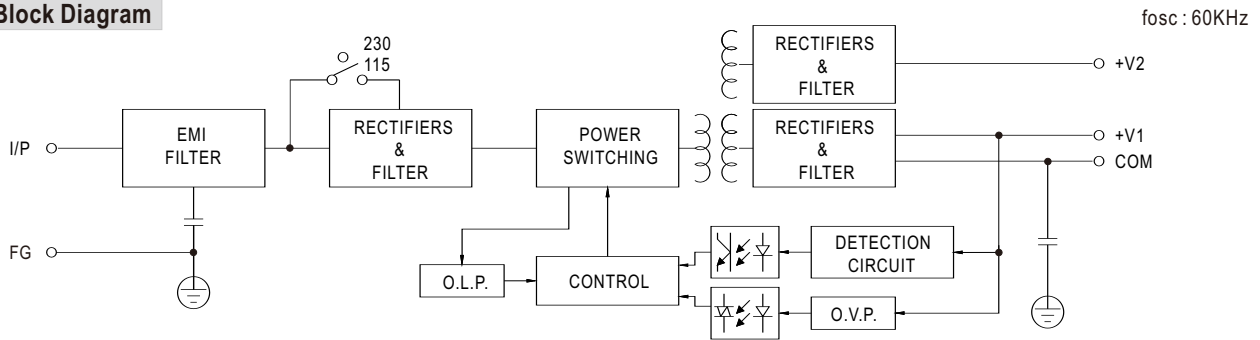 Block Diagram
fosc : 60KHz
230
115
I/P
EMI
FILTER
RECTIFIERS
&
FILTER
POWER
SWITCHING
RECTIFIERS
&
FILTER
+V2
RECTIFIERS
&
FILTER
+V1
COM
FG
O.L.P.
CONTROL
DETECTION
CIRCUIT
O.V.P.